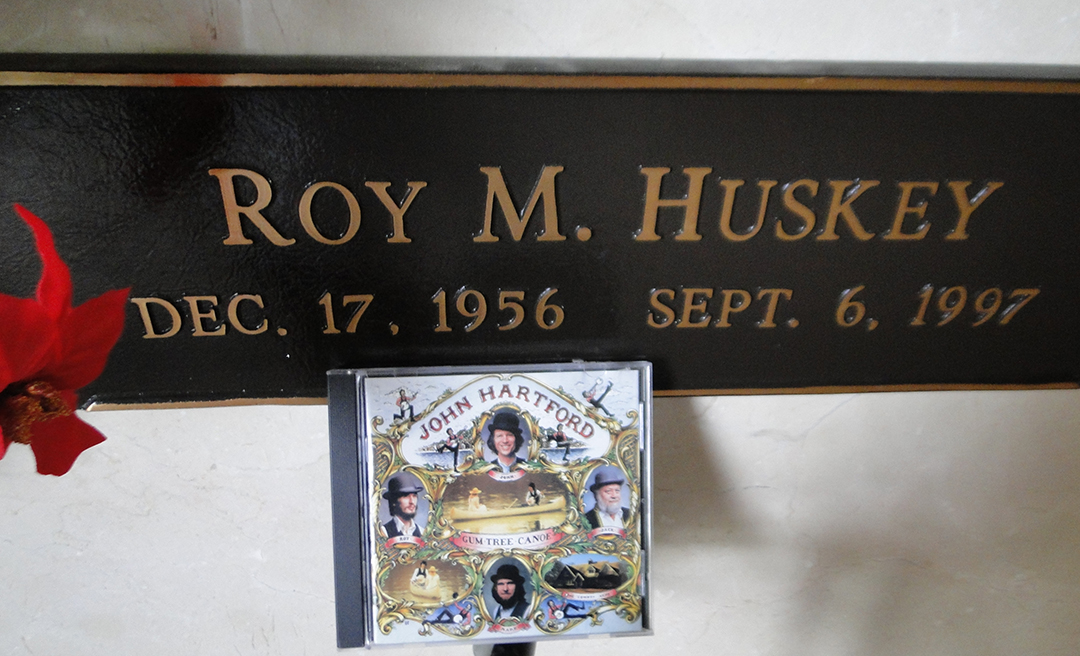 ROY M. HUSKEY
DEC. 17, 1956 SEPT. 6, 1997
JOHN HARTFORD
GUM TREE CANOE